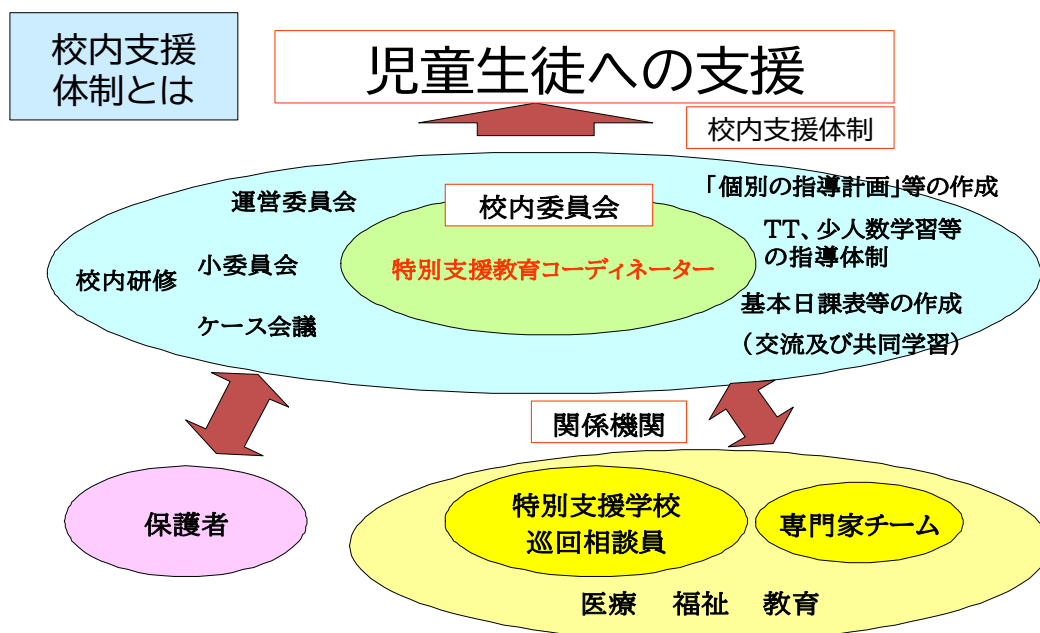 校内支援
体制とは
児童生徒への支援
校内支援体制
運営委員会
校内委員会
「個別の指導計画」等の作成
TT、少人数学習等
の指導体制
特別支援教育コーディネーター
小委員会
校内研修
ケース会議
基本日課表等の作成
（交流及び共同学習）
関係機関
保護者
特別支援学校
巡回相談員
専門家チーム
医療　福祉　教育